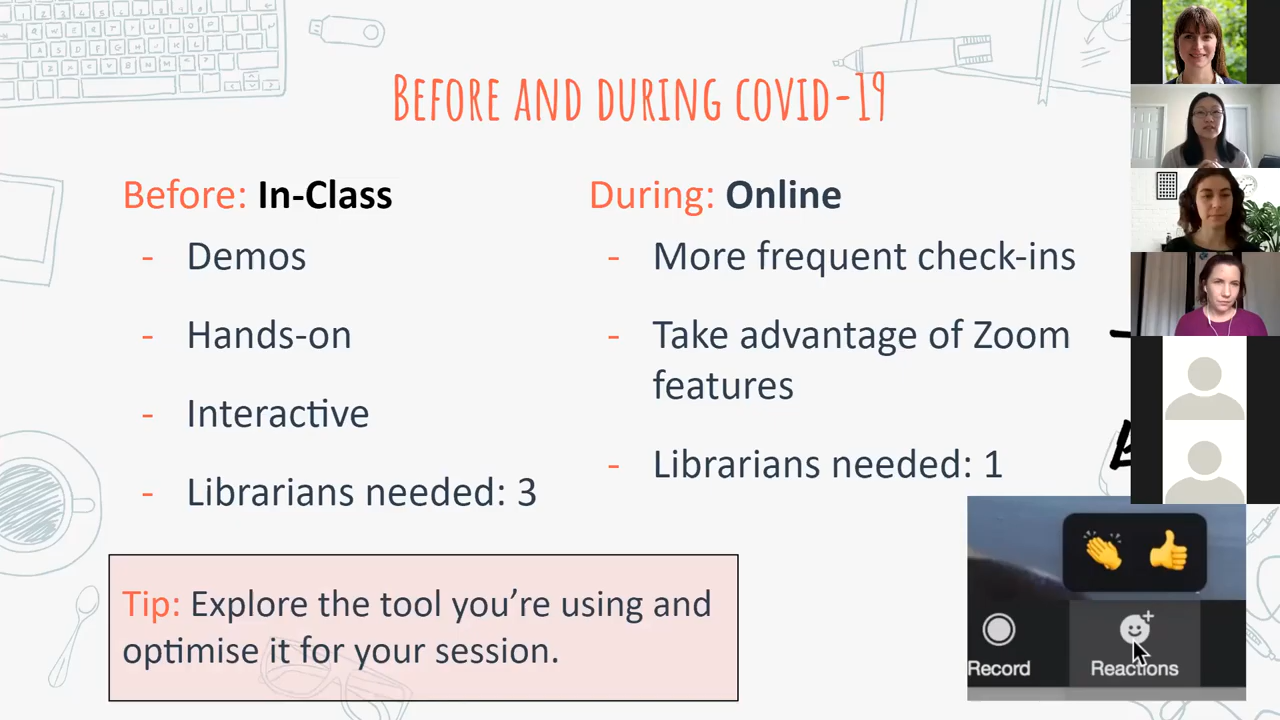 BEFORE AND DURING COVID-19
Before: In-Class
- Demos
- Hands-on
- Interactive
- Librarians needed: 3
During: Online
- More frequent check-ins
- Take advantage of Zoom
features
- Librarians needed: 1
Tip: Explore the tool you’re using and
optimise it for your session.
Record
Reactions